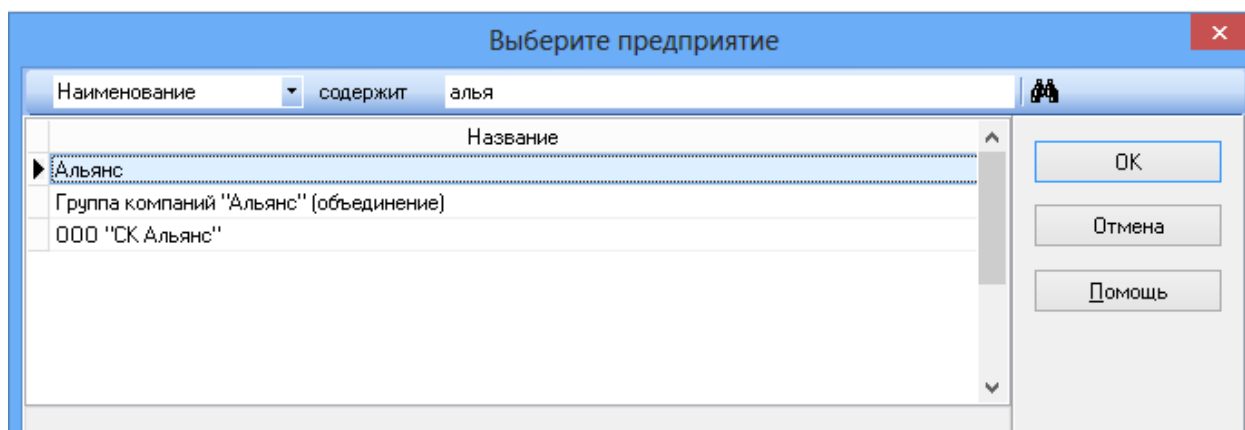 Выберите предприятие
Наименование содержит алья
Название
Альянс
Группа компаний "Альянс" (объединение)
ООО "СК Альянс"
OK
Отмена
Помощь